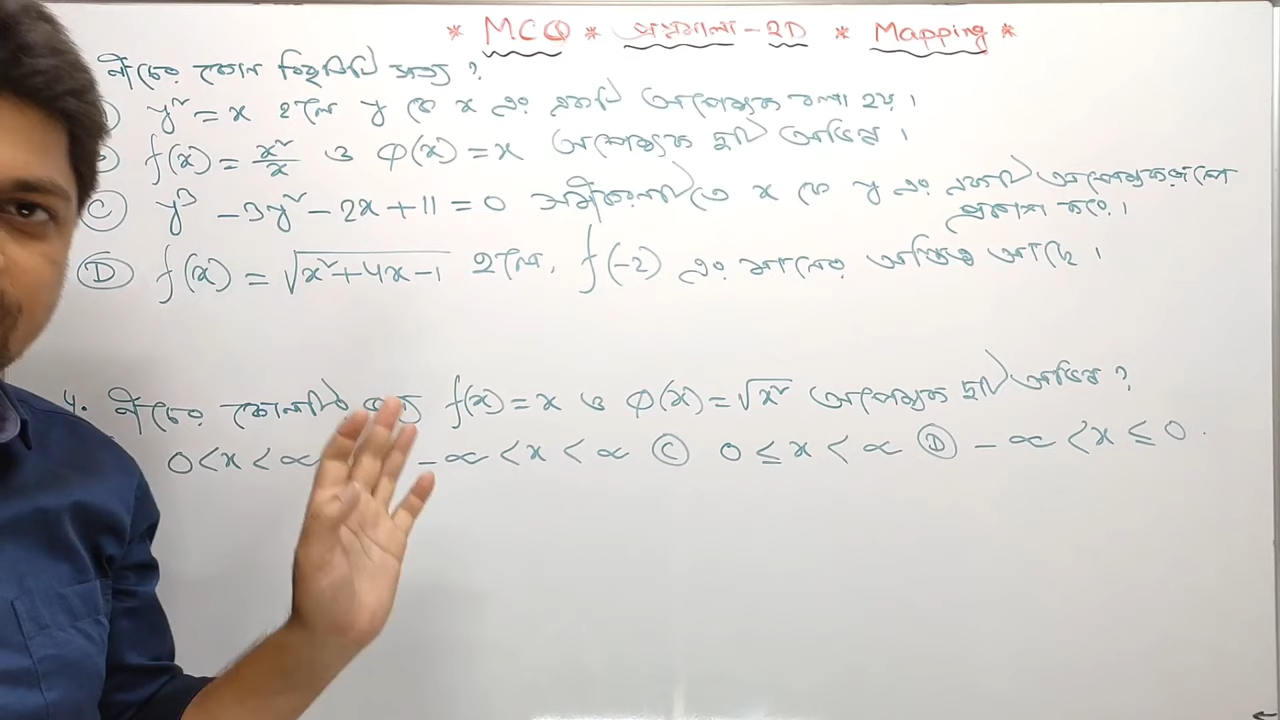 * MCQ * প্রশ্নমালা - 2D * Mapping *
নীচের কোন বিবৃতিটি সত্য ?
y² = x হলে y কে x এর একটি অপেক্ষক বলা হয় ।
f(x) = x²/x ও φ(x) = x অপেক্ষক দুটি অভিন্ন ।
C y³ - 3y² - 2x + 11 = 0 সমীকরণটিতে x কে y এর একটি অপেক্ষকরূপে
প্রকাশ করে ।
D f(x) = √(x²+4x-1) হলে, f(-2) এর মানের অস্তিত্ব আছে ।
4. নীচের কোনটির f(x) = x ও φ(x) = √x² অপেক্ষক দুটি অভিন্ন ?
0 < x < ∝ - ∝ < x < ∝ C 0 ≤ x < ∝ D - ∝ < x ≤ 0 .